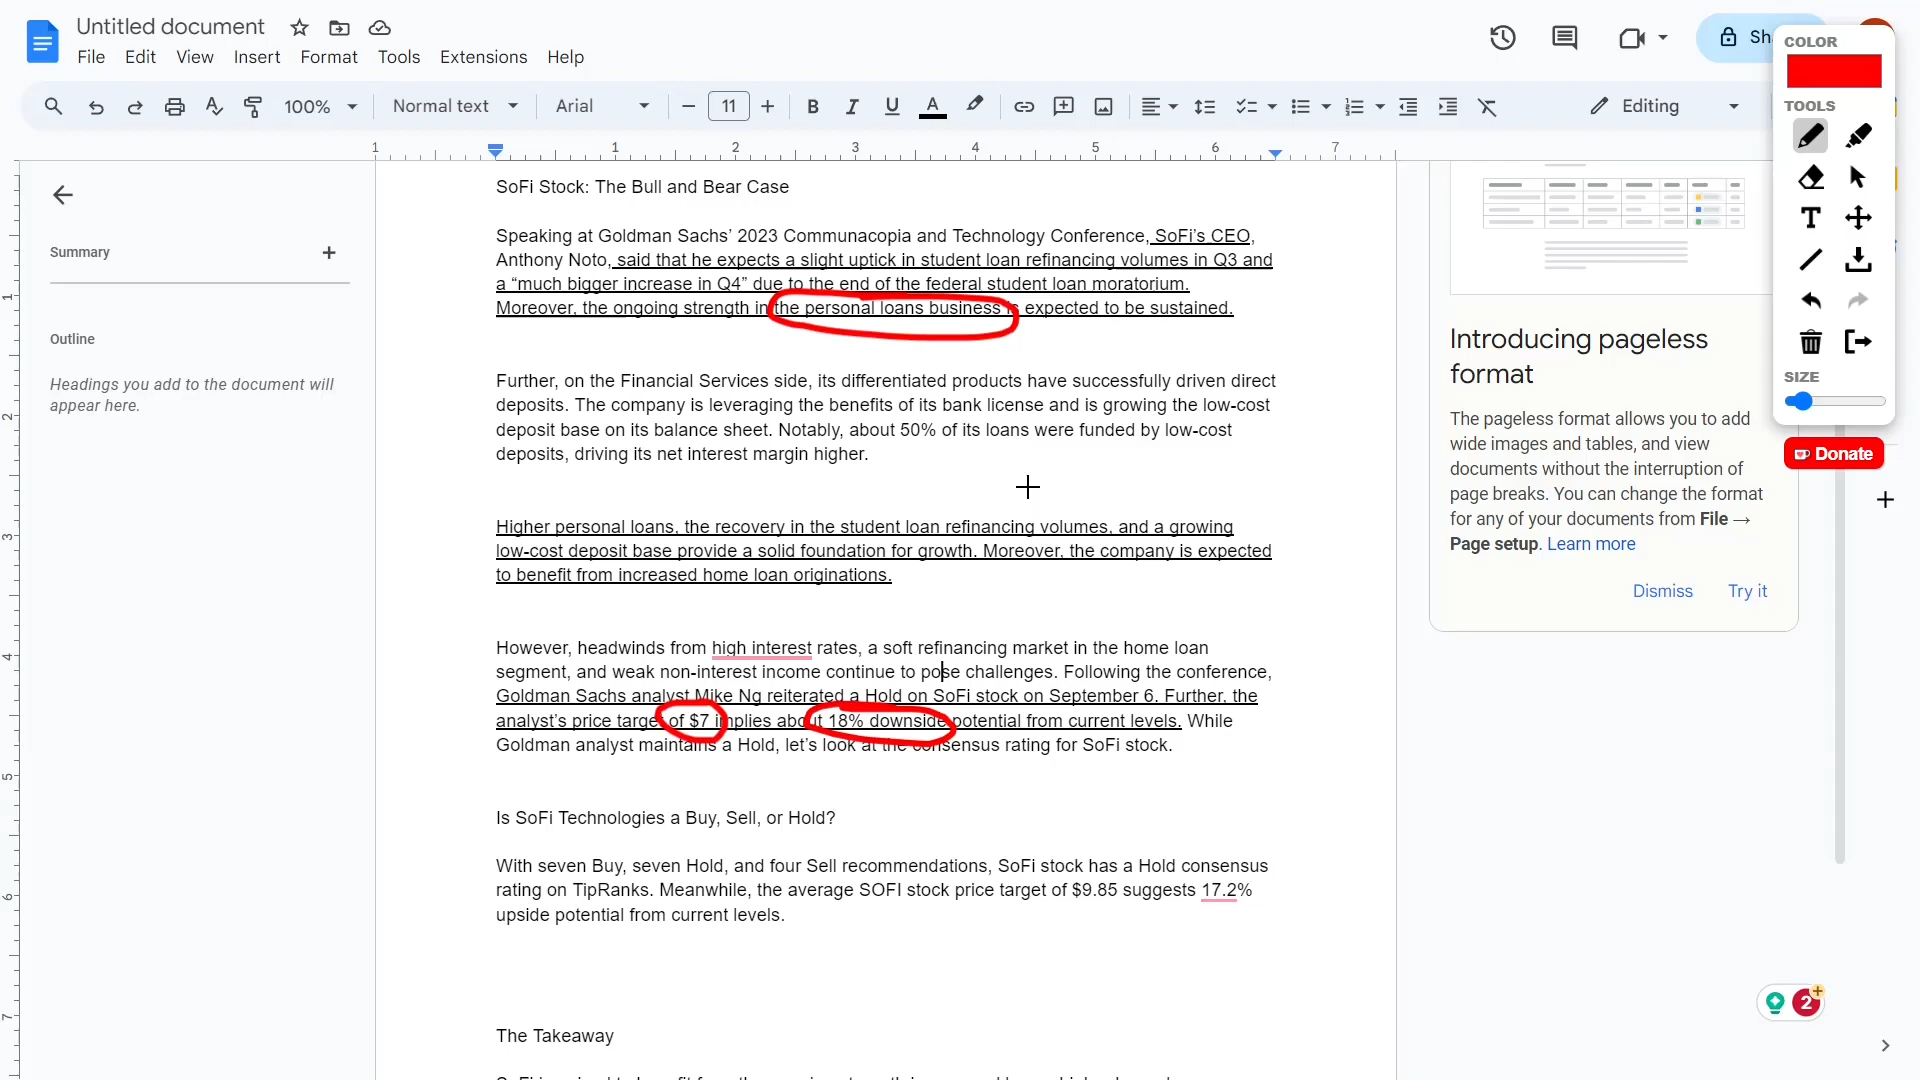 Untitled document
File Edit View Insert Format Tools Extensions Help
100% Normal text Arial 11 Editing
COLOR
TOOLS
SIZE
Donate
1 1 2 3 4 5 6 7
1
2
3
4
5
6
7
Summary
Outline
Headings you add to the document will
appear here.
SoFi Stock: The Bull and Bear Case
Speaking at Goldman Sachs’ 2023 Communacopia and Technology Conference, SoFi’s CEO,
Anthony Noto, said that he expects a slight uptick in student loan refinancing volumes in Q3 and
a “much bigger increase in Q4” due to the end of the federal student loan moratorium.
Moreover, the ongoing strength in the personal loans business is expected to be sustained.
Further, on the Financial Services side, its differentiated products have successfully driven direct
deposits. The company is leveraging the benefits of its bank license and is growing the low-cost
deposit base on its balance sheet. Notably, about 50% of its loans were funded by low-cost
deposits, driving its net interest margin higher.
Higher personal loans, the recovery in the student loan refinancing volumes, and a growing
low-cost deposit base provide a solid foundation for growth. Moreover, the company is expected
to benefit from increased home loan originations.
However, headwinds from high interest rates, a soft refinancing market in the home loan
segment, and weak non-interest income continue to pose challenges. Following the conference,
Goldman Sachs analyst Mike Ng reiterated a Hold on SoFi stock on September 6. Further, the
analyst’s price target of $7 implies about 18% downside potential from current levels. While
Goldman analyst maintains a Hold, let’s look at the consensus rating for SoFi stock.
Is SoFi Technologies a Buy, Sell, or Hold?
With seven Buy, seven Hold, and four Sell recommendations, SoFi stock has a Hold consensus
rating on TipRanks. Meanwhile, the average SOFI stock price target of $9.85 suggests 17.2%
upside potential from current levels.
The Takeaway
Introducing pageless
format
The pageless format allows you to add
wide images and tables, and view
documents without the interruption of
page breaks. You can change the format
for any of your documents from File →
Page setup. Learn more
Dismiss Try it
2